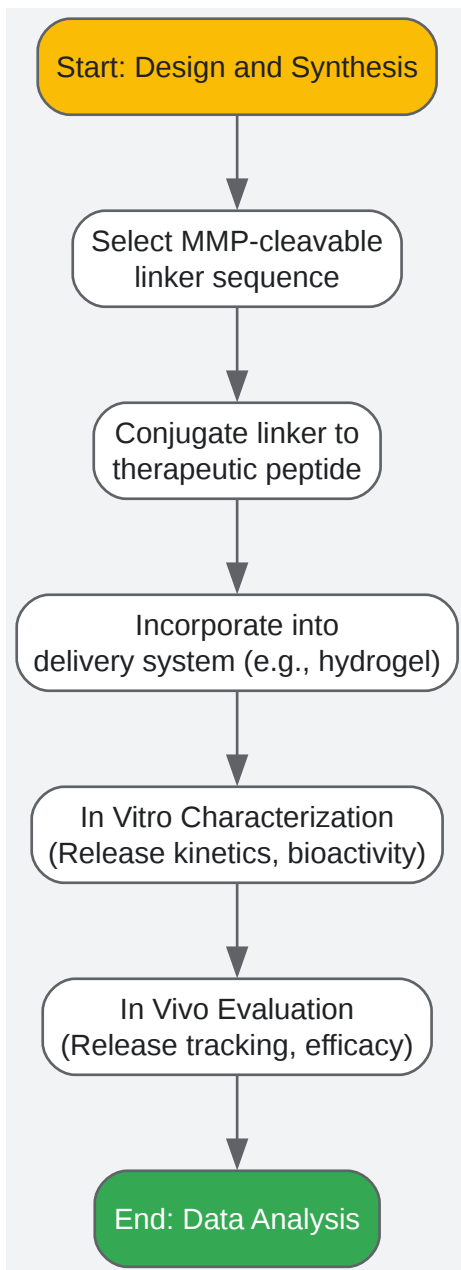 Start: Design and Synthesis
Select MMP-cleavable
linker sequence
Conjugate linker to
therapeutic peptide
Incorporate into
delivery system (e.g., hydrogel)
In Vitro Characterization
(Release kinetics, bioactivity)
In Vivo Evaluation
(Release tracking, efficacy)
End: Data Analysis